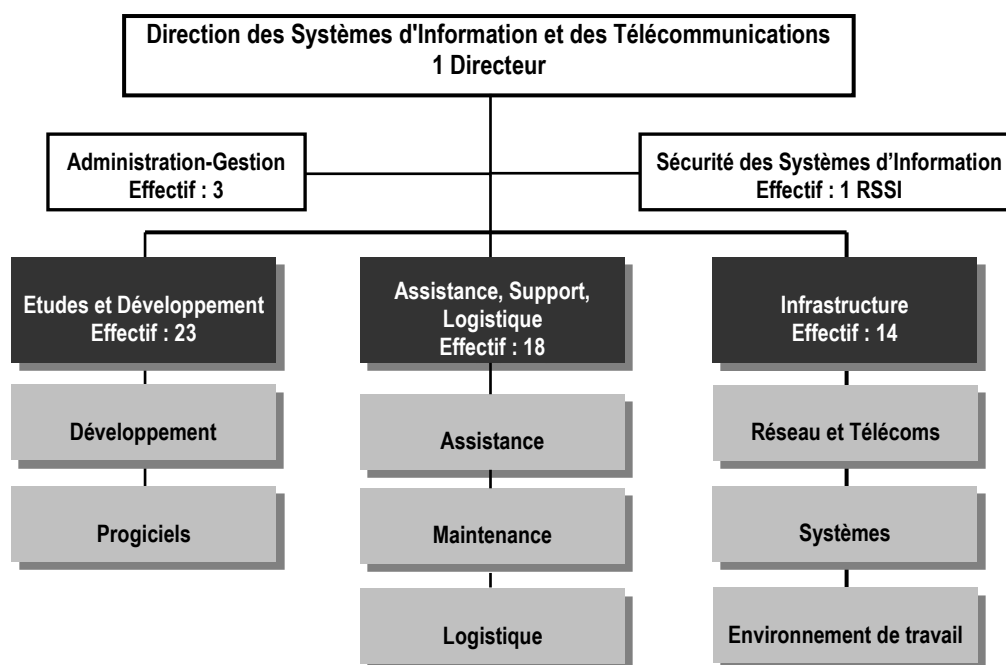 Direction des Systèmes d'Information et des Télécommunications
1 Directeur
Administration-Gestion
Effectif : 3
Sécurité des Systèmes d’Information
Effectif : 1 RSSI
Etudes et Développement
Effectif : 23
Assistance, Support,
Logistique
Effectif : 18
Infrastructure
Effectif : 14
Développement
Assistance
Réseau et Télécoms
Progiciels
Maintenance
Systèmes
Logistique
Environnement de travail